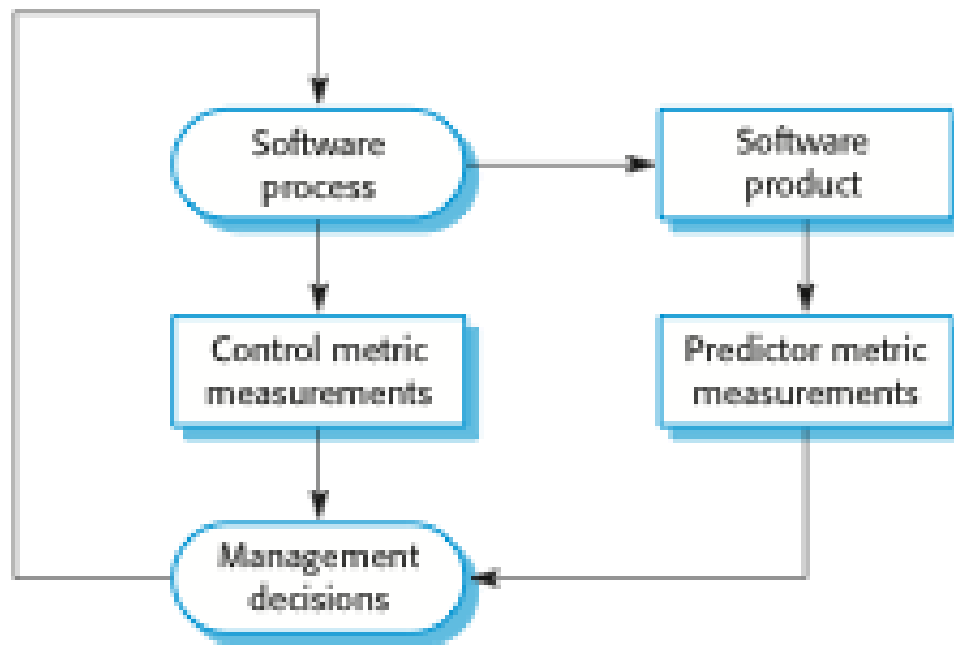 Software
process
Software
product
Control metric
measurements
Predictor metric
measurements
Management
decisions